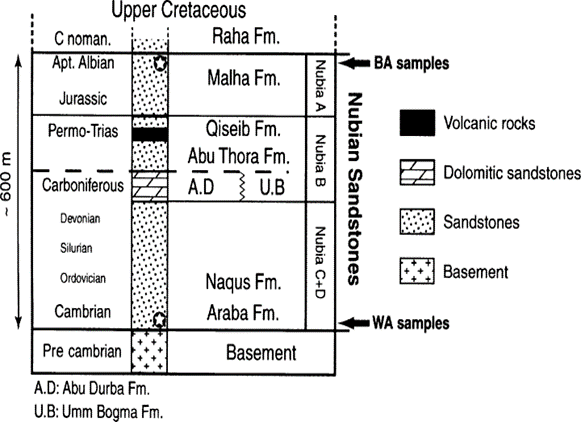 Upper Cretaceous
C noman. Raha Fm.
Apt. Albian
BA samples
Malha Fm.
Nubia A
Jurassic
Permo-Trias Qiseib Fm.
Abu Thora Fm.
Nubia B
Carboniferous A.D U.B
Devonian
Silurian
Ordovician Naqus Fm.
Nubia C+D
Cambrian Araba Fm.
WA samples
Pre cambrian Basement
~ 600 m
Nubian Sandstones
Volcanic rocks
Dolomitic sandstones
Sandstones
Basement
A.D: Abu Durba Fm.
U.B: Umm Bogma Fm.